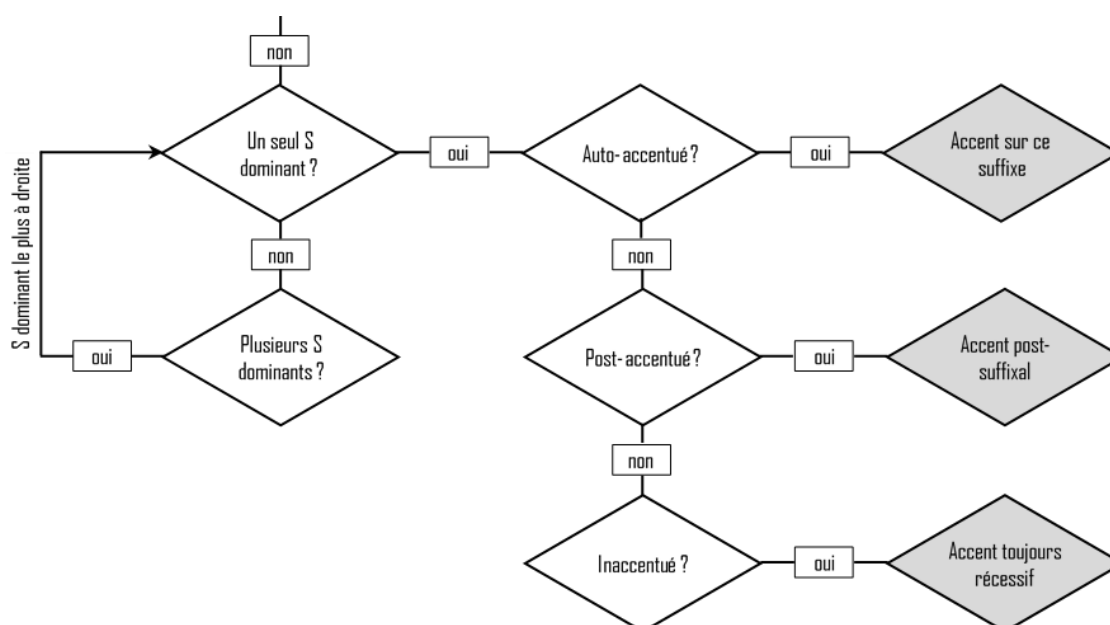 non
Un seul S
dominant ?
oui
Auto-accentué ?
oui
Accent sur ce
suffixe
S dominant le plus à droite
non
non
oui
Plusieurs S
dominants ?
Post-accentué ?
oui
Accent post-
suffixal
non
Inaccentué ?
oui
Accent toujours
récessif